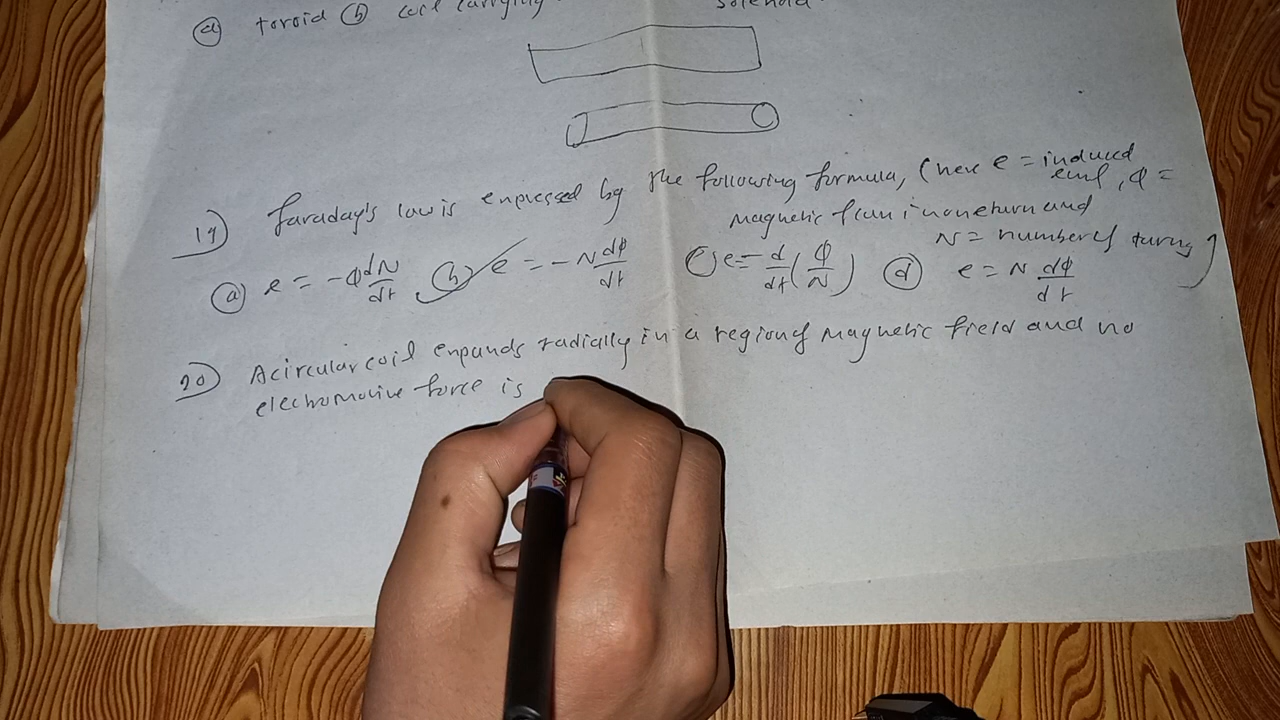 (a) toroid (b) coil carrying solenoid.
19) Faraday's law is expressed by the following formula, (here e = induced emf, φ =
magnetic flux in one turn and
N = number of turns)
(a) e = -φ dN/dt (b) e = -N dφ/dt (c) e = -d/dt (φ/N) (d) e = N dφ/dt
20) A circular coil expands radially in a region of magnetic field and no
electromotive force is